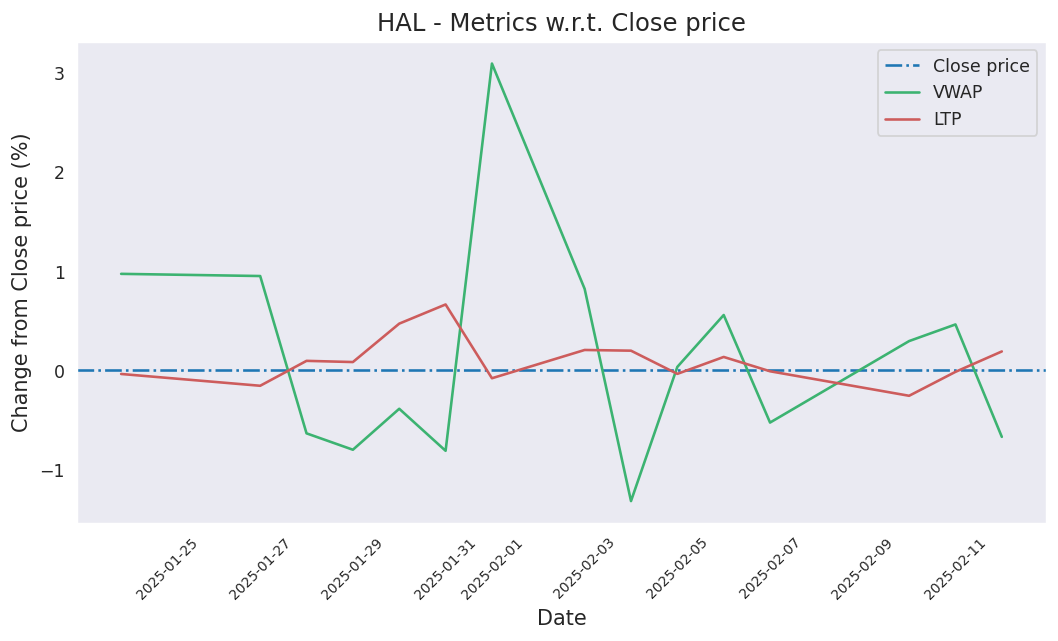 HAL - Metrics w.r.t. Close price
Close price
VWAP
LTP
Change from Close price (%)
3
2
1
0
−1
2025-01-25
2025-01-27
2025-01-29
2025-01-31
2025-02-01
2025-02-03
2025-02-05
2025-02-07
2025-02-09
2025-02-11
Date